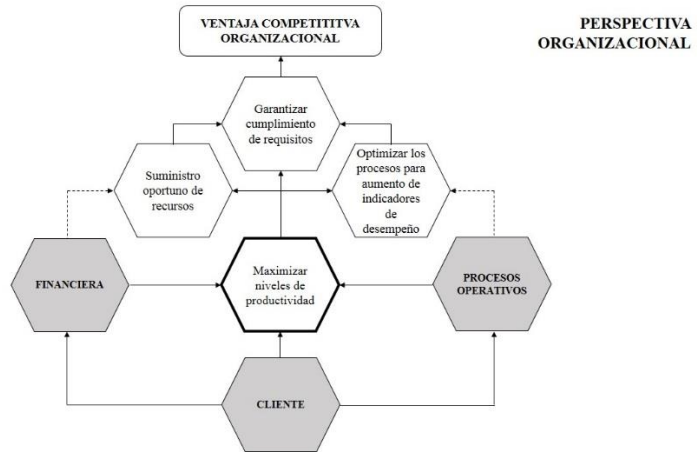 VENTAJA COMPETITITVA
ORGANIZACIONAL
PERSPECTIVA
ORGANIZACIONAL
Garantizar
cumplimiento
de requisitos
Suministro
oportuno de
recursos
Optimizar los
procesos para
aumento de
indicadores
de
desempeño
FINANCIERA
Maximizar
niveles de
productividad
PROCESOS
OPERATIVOS
CLIENTE